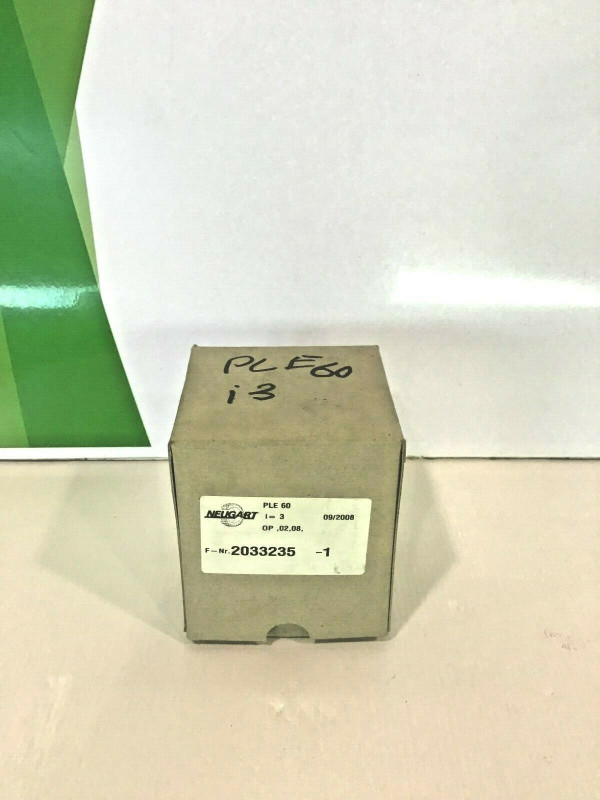 PLE 60
i 3
NEUGART
PLE 60
i= 3 09/2008
OP .02.08.
F-Nr. 2033235 -1